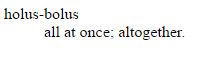 holus-bolus
all at once; altogether.